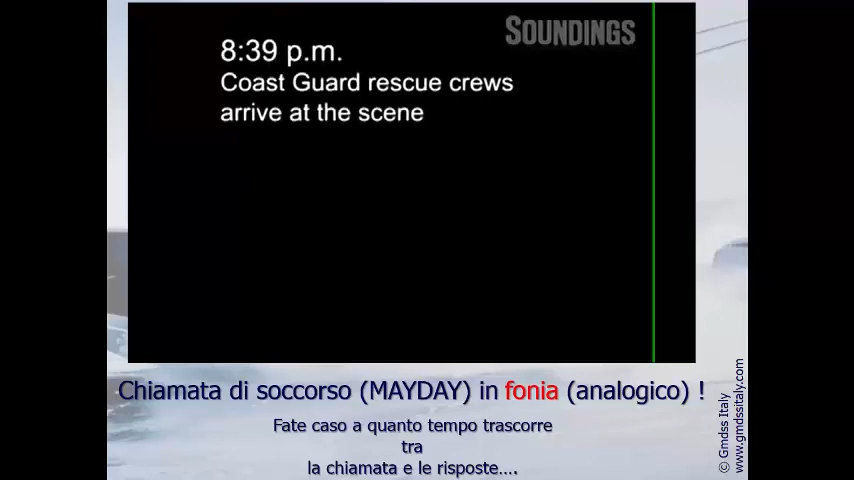 SOUNDINGS
8:39 p.m.
Coast Guard rescue crews
arrive at the scene
Chiamata di soccorso (MAYDAY) in fonia (analogico) !
Fate caso a quanto tempo trascorre
tra
la chiamata e le risposte....
© Gmdss Italy
www.gmdssitaly.com